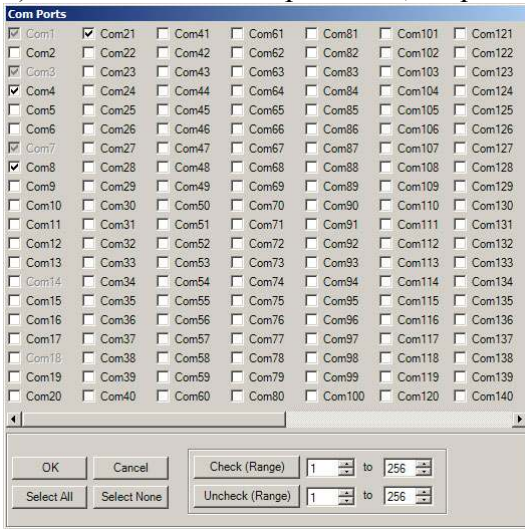 Com Ports
Com1 Com21 Com41 Com61 Com81 Com101 Com121
Com2 Com22 Com42 Com62 Com82 Com102 Com122
Com3 Com23 Com43 Com63 Com83 Com103 Com123
Com4 Com24 Com44 Com64 Com84 Com104 Com124
Com5 Com25 Com45 Com65 Com85 Com105 Com125
Com6 Com26 Com46 Com66 Com86 Com106 Com126
Com7 Com27 Com47 Com67 Com87 Com107 Com127
Com8 Com28 Com48 Com68 Com88 Com108 Com128
Com9 Com29 Com49 Com69 Com89 Com109 Com129
Com10 Com30 Com50 Com70 Com90 Com110 Com130
Com11 Com31 Com51 Com71 Com91 Com111 Com131
Com12 Com32 Com52 Com72 Com92 Com112 Com132
Com13 Com33 Com53 Com73 Com93 Com113 Com133
Com14 Com34 Com54 Com74 Com94 Com114 Com134
Com15 Com35 Com55 Com75 Com95 Com115 Com135
Com16 Com36 Com56 Com76 Com96 Com116 Com136
Com17 Com37 Com57 Com77 Com97 Com117 Com137
Com18 Com38 Com58 Com78 Com98 Com118 Com138
Com19 Com39 Com59 Com79 Com99 Com119 Com139
Com20 Com40 Com60 Com80 Com100 Com120 Com140
OK Cancel Check (Range) 1 to 256
Select All Select None Uncheck (Range) 1 to 256